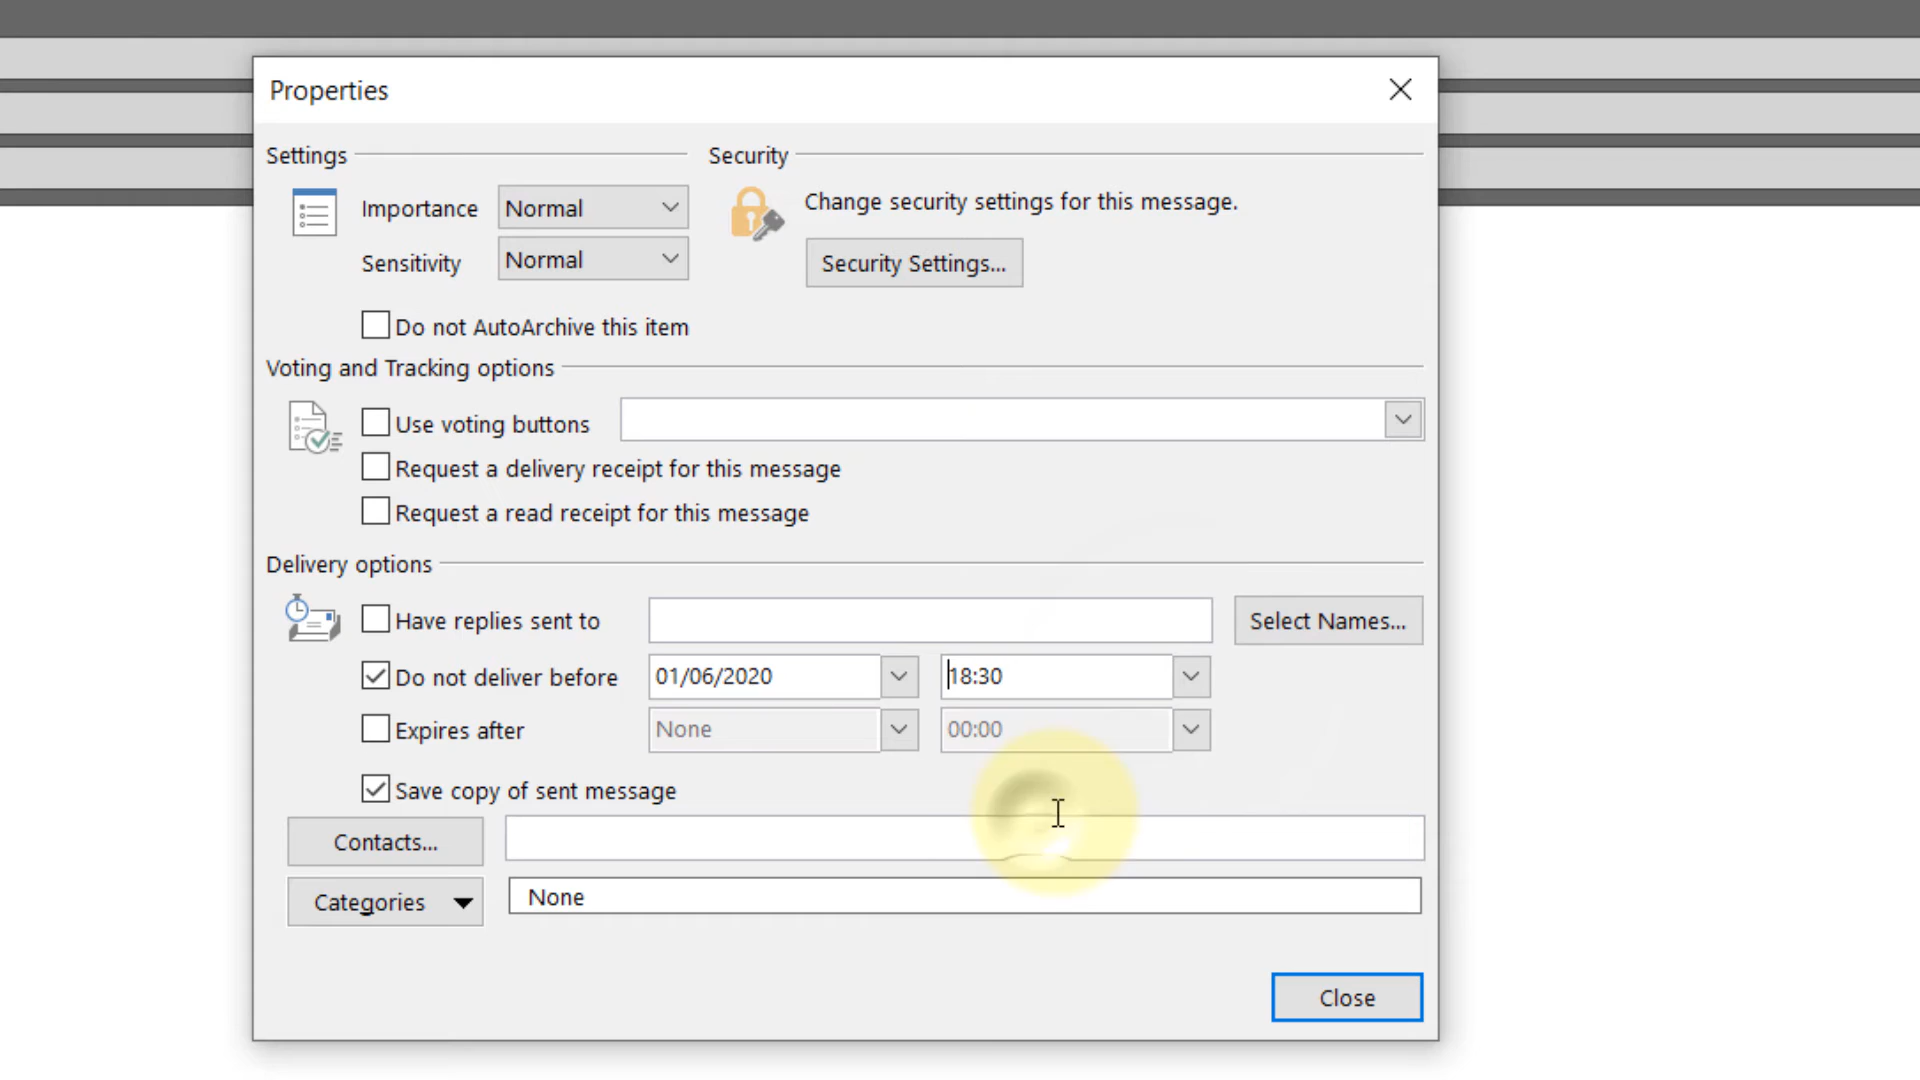 Properties
Settings
Security
Importance Normal
Change security settings for this message.
Sensitivity Normal
Security Settings...
Do not AutoArchive this item
Voting and Tracking options
Use voting buttons
Request a delivery receipt for this message
Request a read receipt for this message
Delivery options
Have replies sent to
Select Names...
Do not deliver before 01/06/2020 18:30
Expires after None 00:00
Save copy of sent message
Contacts...
Categories None
Close